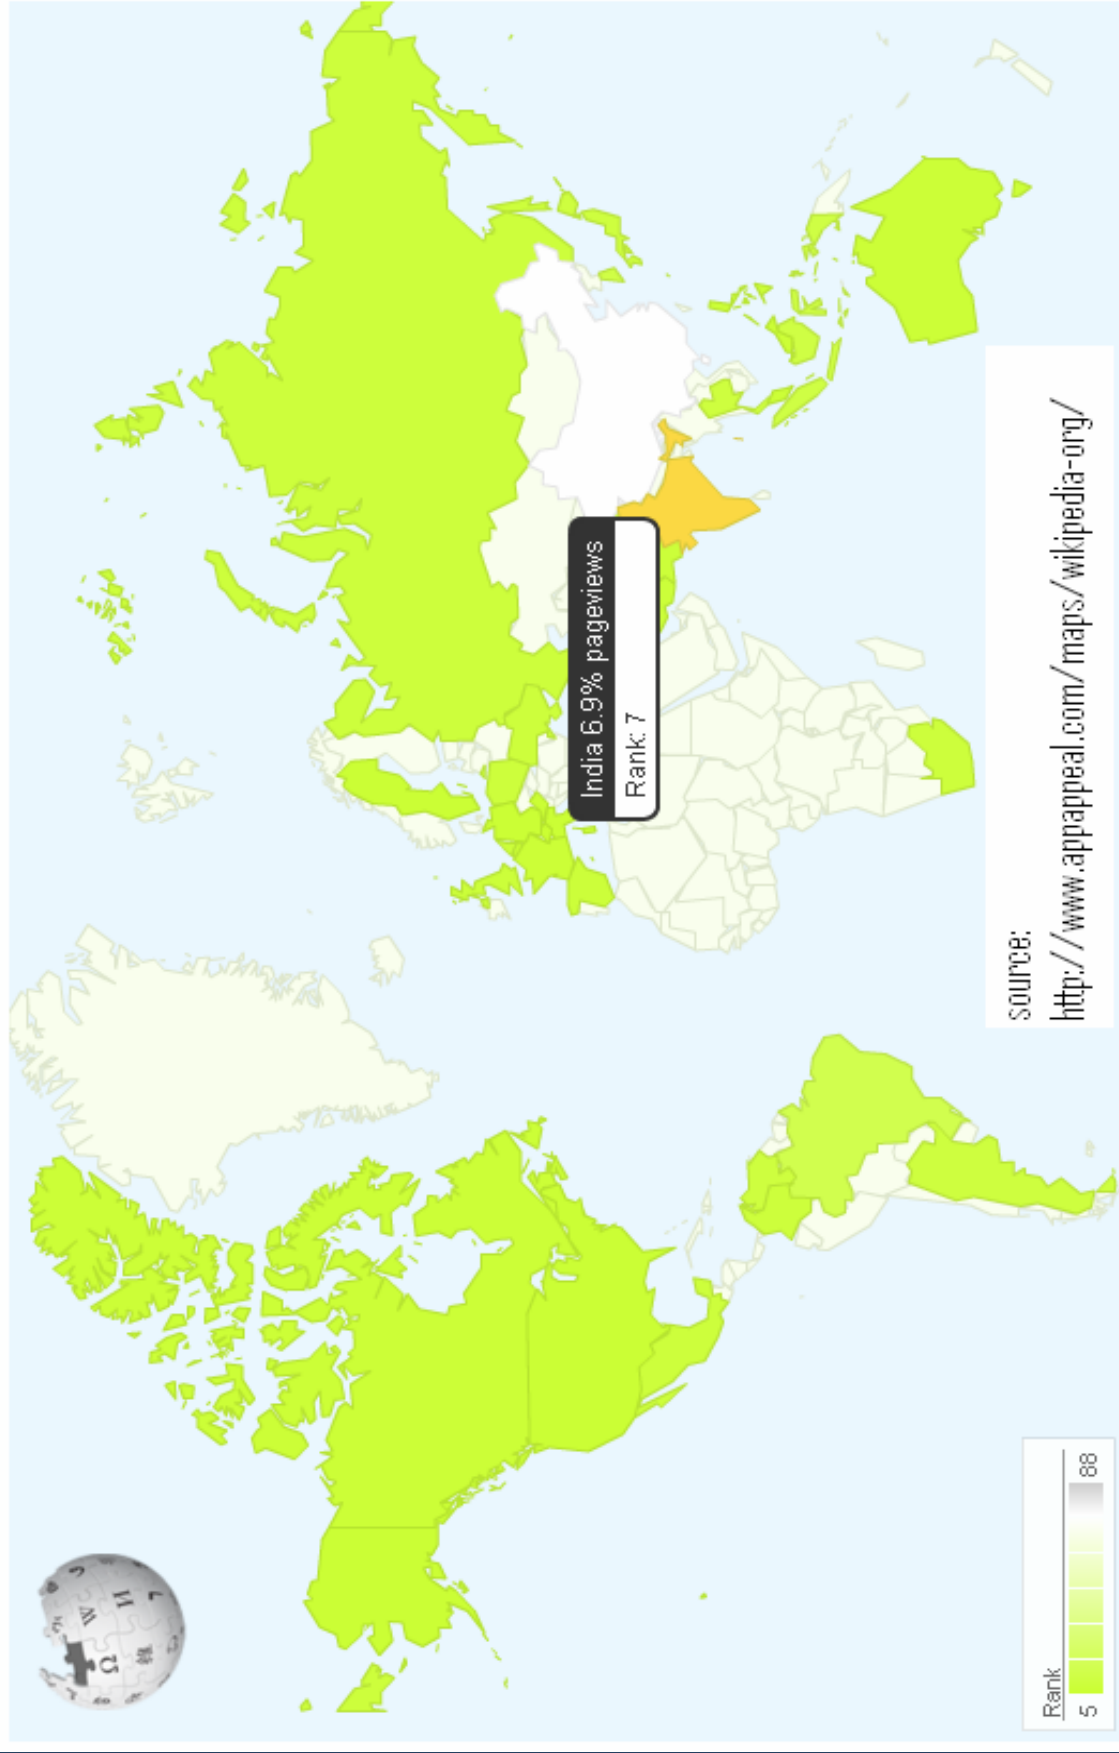 India 6.9% pageviews
Rank: 7
source:
http://www.appappeal.com/maps/wikipedia-org/
Rank
5 88
Ω
W
И